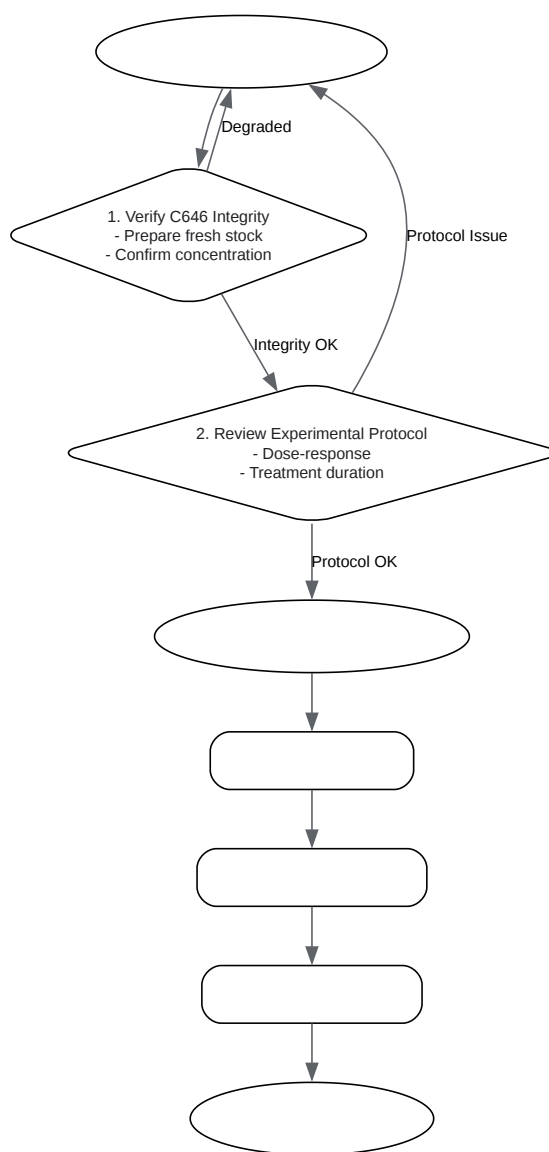 Degraded
1. Verify C646 Integrity
- Prepare fresh stock
- Confirm concentration
Protocol Issue
Integrity OK
2. Review Experimental Protocol
- Dose-response
- Treatment duration
Protocol OK